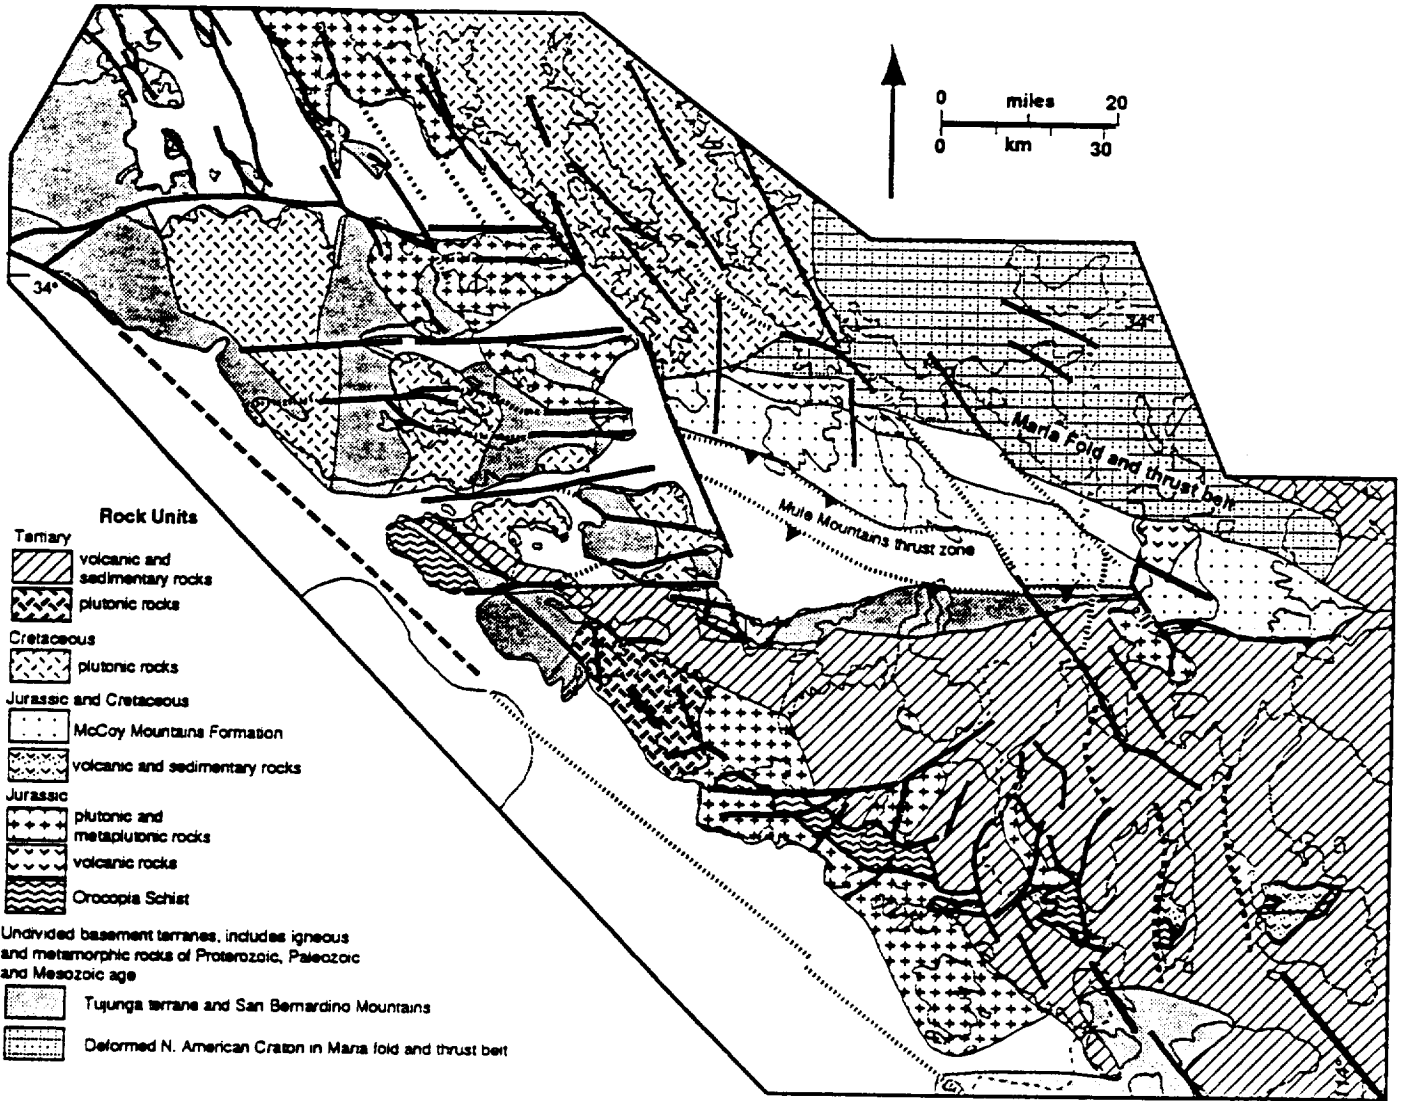 0 miles 20
0 km 30
34°
34°
Maria Fold and thrust belt
Mule Mountains thrust zone
Rock Units
Tertiary
volcanic and
sedimentary rocks
plutonic rocks
Cretaceous
plutonic rocks
Jurassic and Cretaceous
McCoy Mountains Formation
volcanic and sedimentary rocks
Jurassic
plutonic and
metaplutonic rocks
volcanic rocks
Orocopia Schist
Undivided basement terranes, includes igneous
and metamorphic rocks of Proterozoic, Paleozoic
and Mesozoic age
Tujunga terrane and San Bernardino Mountains
Deformed N. American Craton in Maria fold and thrust belt
114°